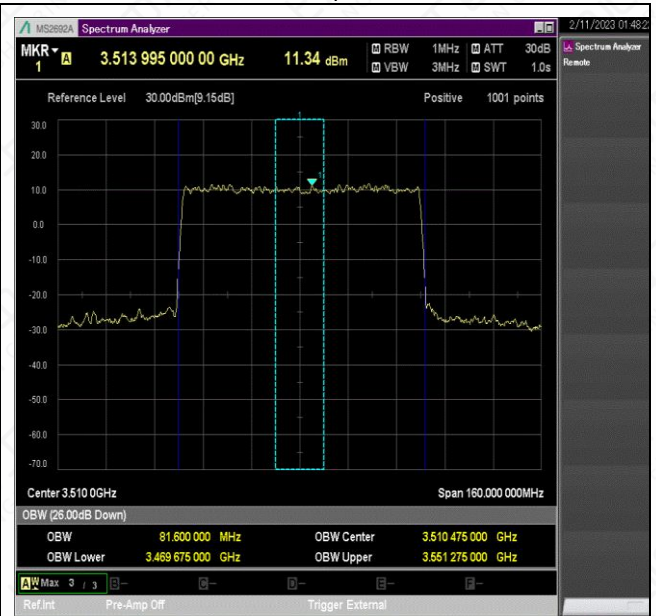 MS2692A Spectrum Analyzer 2/11/2023 01:48:2
MKR A 3.513 995 000 00 GHz 11.34 dBm M RBW 1MHz M ATT 30dB
1 M VBW 3MHz M SWT 1.0s
Spectrum Analyzer
Remote
Reference Level 30.00dBm[9.15dB] Positive 1001 points
1
30.0
20.0
1
10.0
0.0
-10.0
-20.0
-30.0
-40.0
-50.0
-60.0
-70.0
Center 3.510 0GHz Span 160.000 000MHz
OBW (26.00dB Down)
OBW 81.600 000 MHz OBW Center 3.510 475 000 GHz
OBW Lower 3.469 675 000 GHz OBW Upper 3.551 275 000 GHz
A W Max 3 / 3 B- C- D- E- F-
Ref.Int Pre-Amp Off Trigger External